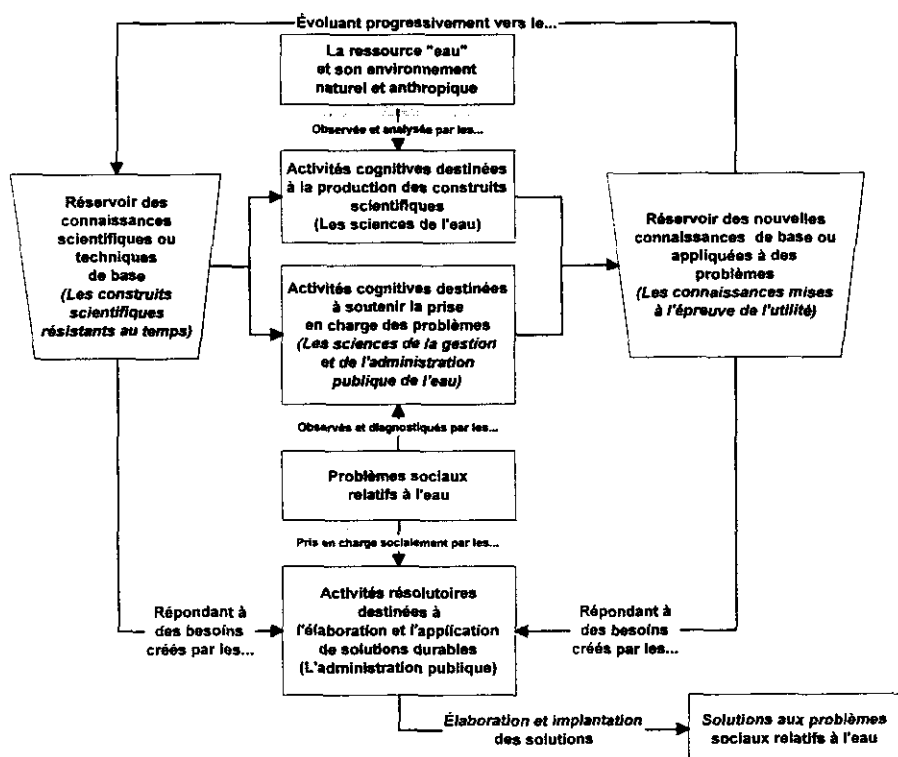 Évoluant progressivement vers le...
La ressource "eau"
et son environnement
naturel et anthropique
Observée et analysée par les...
Activités cognitives destinées
à la production des construits
scientifiques
(Les sciences de l'eau)
Réservoir des
connaissances
scientifiques ou
techniques
de base
(Les construits
scientifiques
résistants au temps)
Réservoir des nouvelles
connaissances de base ou
appliquées à des
problèmes
(Les connaissances mises
à l'épreuve de l'utilité)
Activités cognitives destinées
à soutenir la prise
en charge des problèmes
(Les sciences de la gestion
et de l'administration
publique de l'eau)
Observés et diagnostiqués par les...
Problèmes sociaux
relatifs à l'eau
Pris en charge socialement par les...
Répondant à
des besoins
créés par les...
Activités résolutoires
destinées à
l'élaboration et l'application
de solutions durables
(L'administration publique)
Répondant à
des besoins
créés par les...
Élaboration et implantation
des solutions
Solutions aux problèmes
sociaux relatifs à l'eau